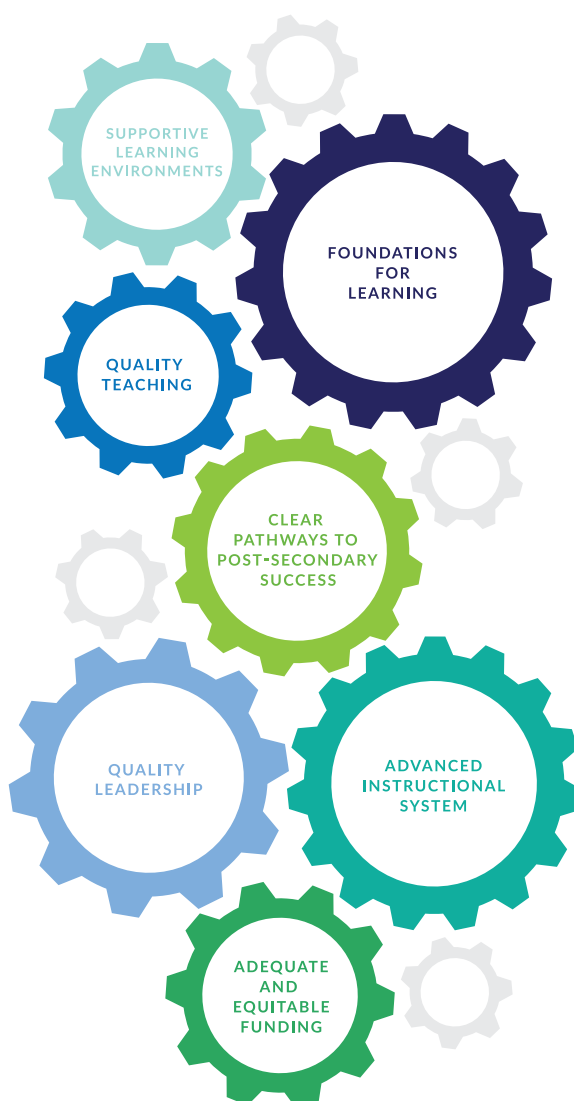 SUPPORTIVE
LEARNING
ENVIRONMENTS
FOUNDATIONS
FOR
LEARNING
QUALITY
TEACHING
CLEAR
PATHWAYS TO
POST-SECONDARY
SUCCESS
QUALITY
LEADERSHIP
ADVANCED
INSTRUCTIONAL
SYSTEM
ADEQUATE
AND
EQUITABLE
FUNDING